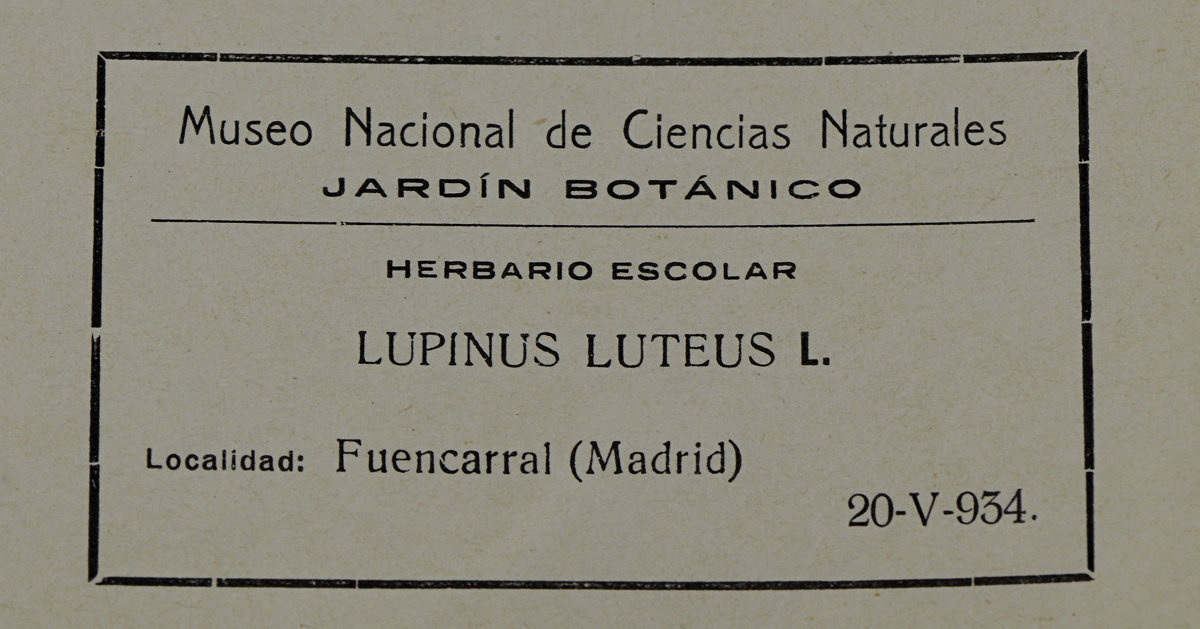 Museo Nacional de Ciencias Naturales
JARDÍN BOTÁNICO
HERBARIO ESCOLAR
LUPINUS LUTEUS L.
Localidad: Fuencarral (Madrid)
20-V-934.